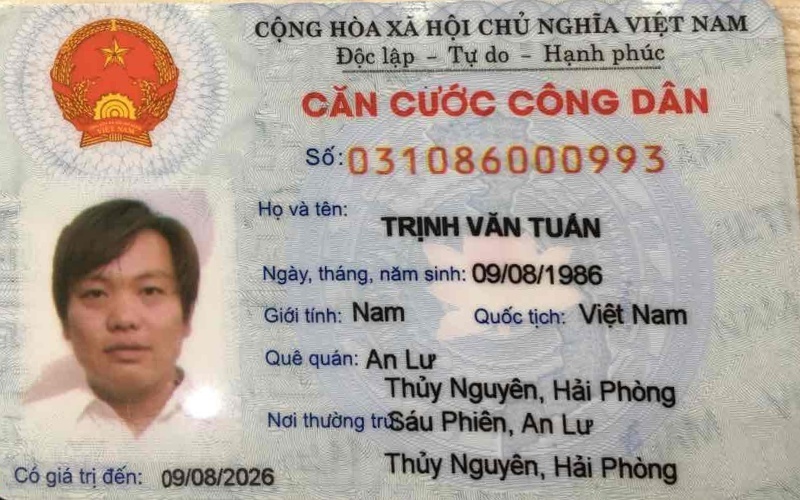 CỘNG HÒA XÃ HỘI CHỦ NGHĨA VIỆT NAM
Độc lập - Tự do - Hạnh phúc
CĂN CƯỚC CÔNG DÂN
Số: 031086000993
Họ và tên: TRỊNH VĂN TUẤN
Ngày, tháng, năm sinh: 09/08/1986
Giới tính: Nam Quốc tịch: Việt Nam
Quê quán: An Lư
Thủy Nguyên, Hải Phòng
Nơi thường trú: Sáu Phiên, An Lư
Thủy Nguyên, Hải Phòng
Có giá trị đến: 09/08/2026
VIỆT NAM